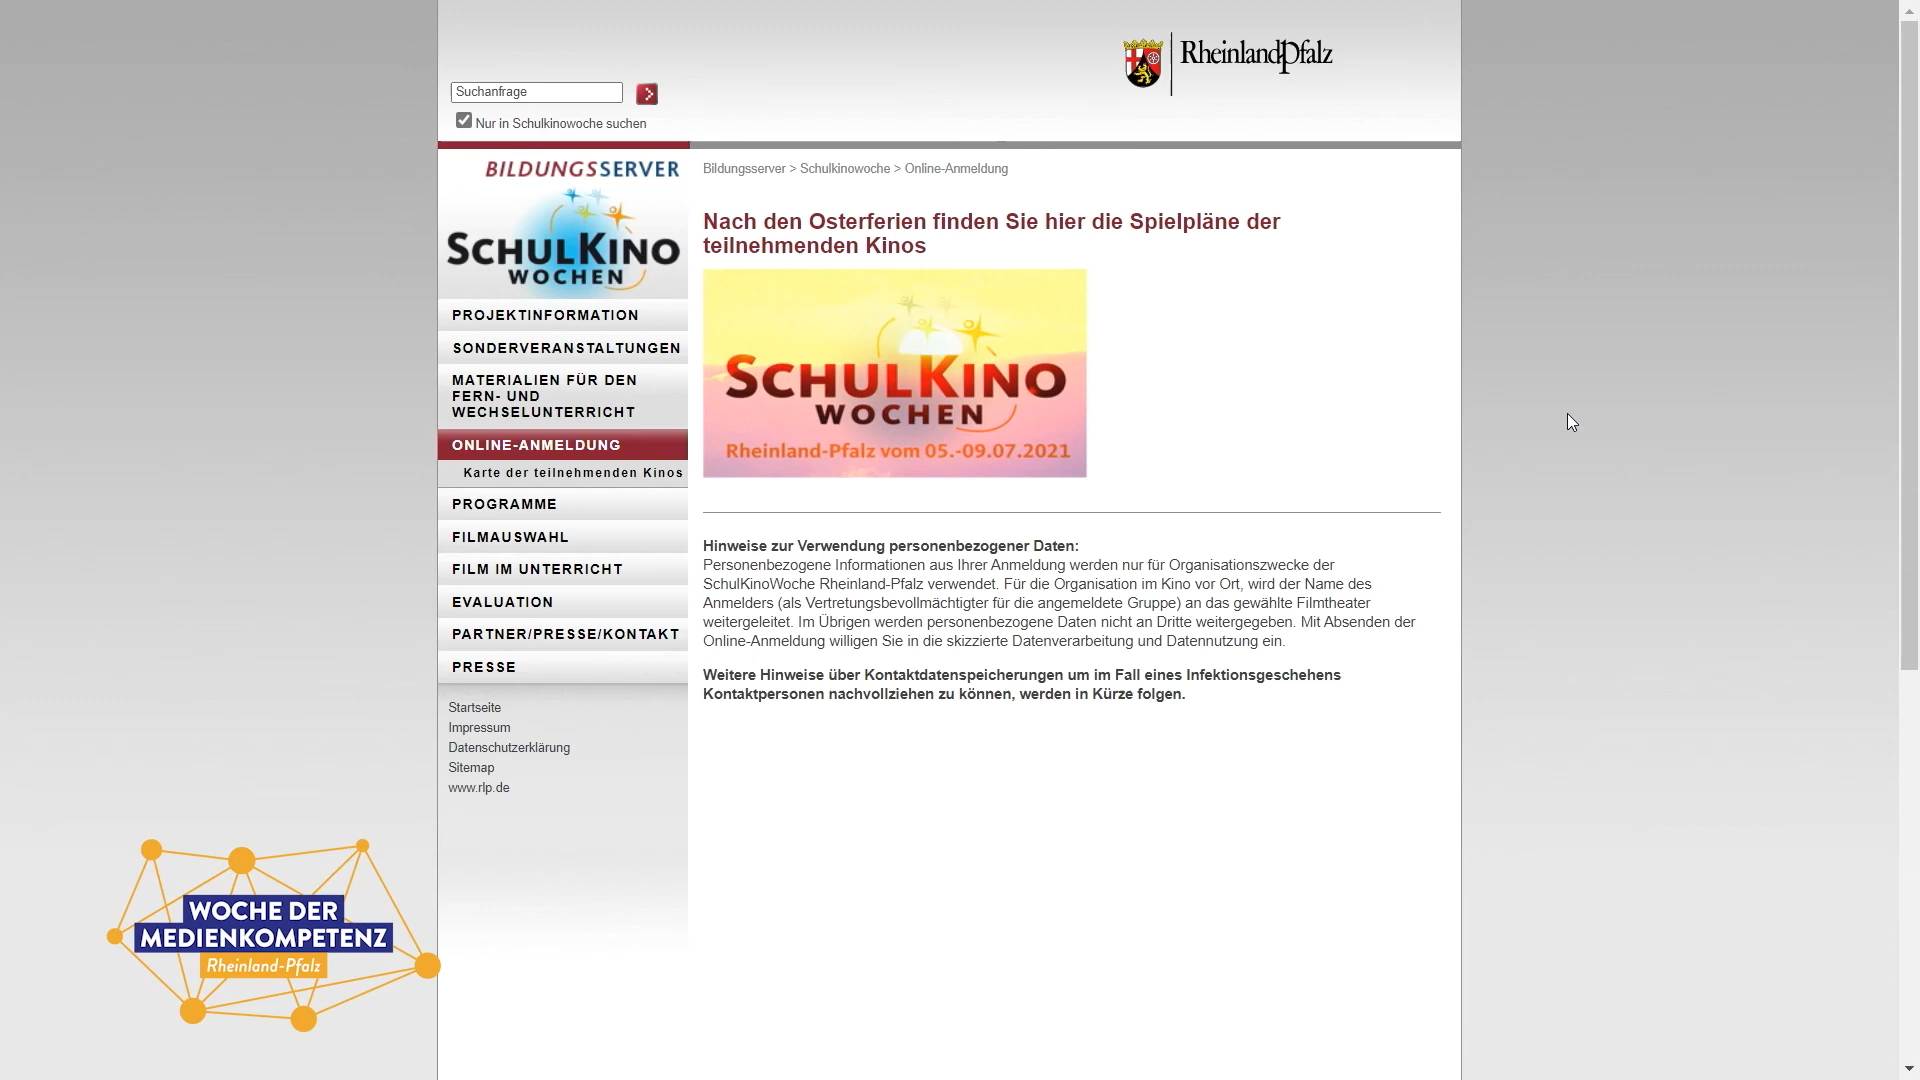 RheinlandPfalz
Suchanfrage
Nur in Schulkinowoche suchen
BILDUNGSSERVER
SCHULKINO
WOCHEN
PROJEKTINFORMATION
SONDERVERANSTALTUNGEN
MATERIALIEN FÜR DEN
FERN- UND
WECHSELUNTERRICHT
ONLINE-ANMELDUNG
Karte der teilnehmenden Kinos
PROGRAMME
FILMAUSWAHL
FILM IM UNTERRICHT
EVALUATION
PARTNER/PRESSE/KONTAKT
PRESSE
Startseite
Impressum
Datenschutzerklärung
Sitemap
www.rlp.de
Bildungsserver > Schulkinowoche > Online-Anmeldung
Nach den Osterferien finden Sie hier die Spielpläne der
teilnehmenden Kinos
SCHULKINO
WOCHEN
Rheinland-Pfalz vom 05.-09.07.2021
Hinweise zur Verwendung personenbezogener Daten:
Personenbezogene Informationen aus Ihrer Anmeldung werden nur für Organisationszwecke der
SchulKinoWoche Rheinland-Pfalz verwendet. Für die Organisation im Kino vor Ort, wird der Name des
Anmelders (als Vertretungsbevollmächtigter für die angemeldete Gruppe) an das gewählte Filmtheater
weitergeleitet. Im Übrigen werden personenbezogene Daten nicht an Dritte weitergegeben. Mit Absenden der
Online-Anmeldung willigen Sie in die skizzierte Datenverarbeitung und Datennutzung ein.
Weitere Hinweise über Kontaktdatenspeicherungen um im Fall eines Infektionsgeschehens
Kontaktpersonen nachvollziehen zu können, werden in Kürze folgen.
WOCHE DER
MEDIENKOMPETENZ
Rheinland-Pfalz